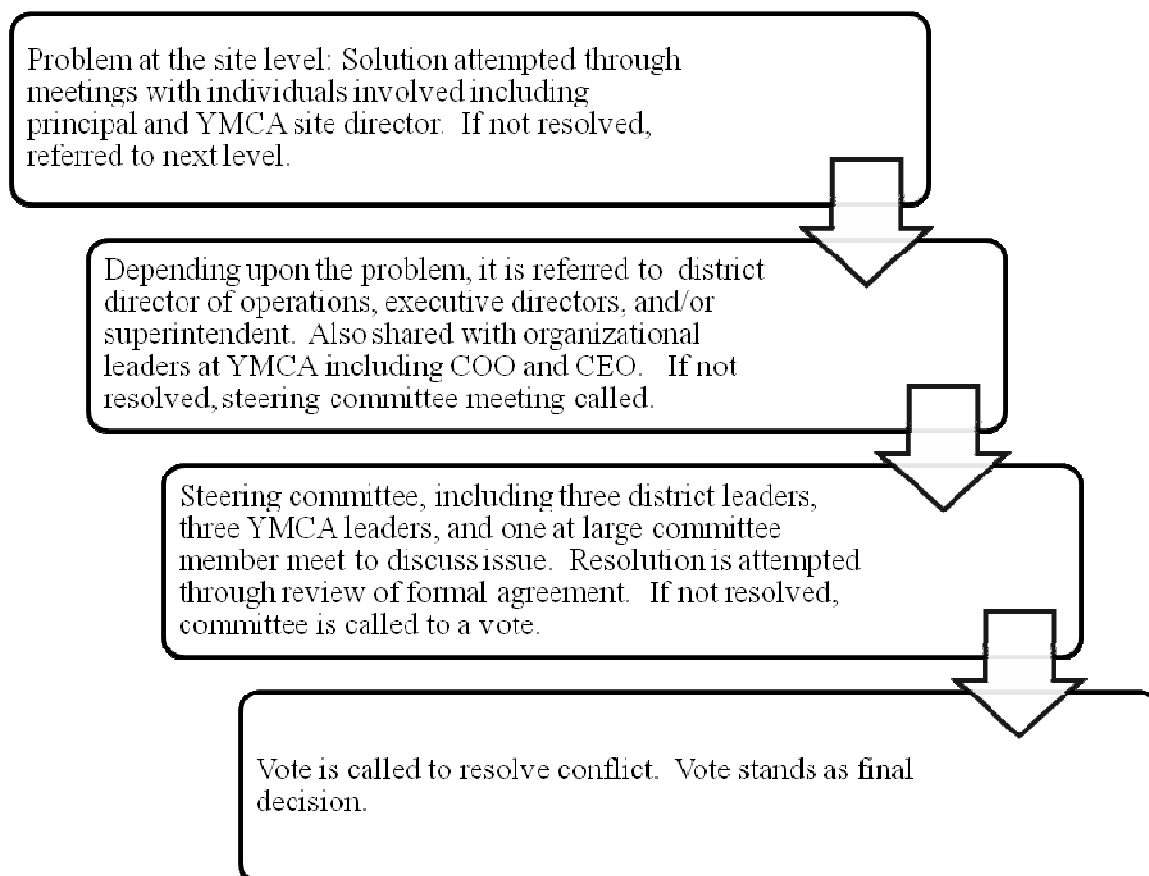 Problem at the site level: Solution attempted through
meetings with individuals involved including
principal and YMCA site director. If not resolved,
referred to next level.
Depending upon the problem, it is referred to district
director of operations, executive directors, and/or
superintendent. Also shared with organizational
leaders at YMCA including COO and CEO. If not
resolved, steering committee meeting called.
Steering committee, including three district leaders,
three YMCA leaders, and one at large committee
member meet to discuss issue. Resolution is attempted
through review of formal agreement. If not resolved,
committee is called to a vote.
Vote is called to resolve conflict. Vote stands as final
decision.